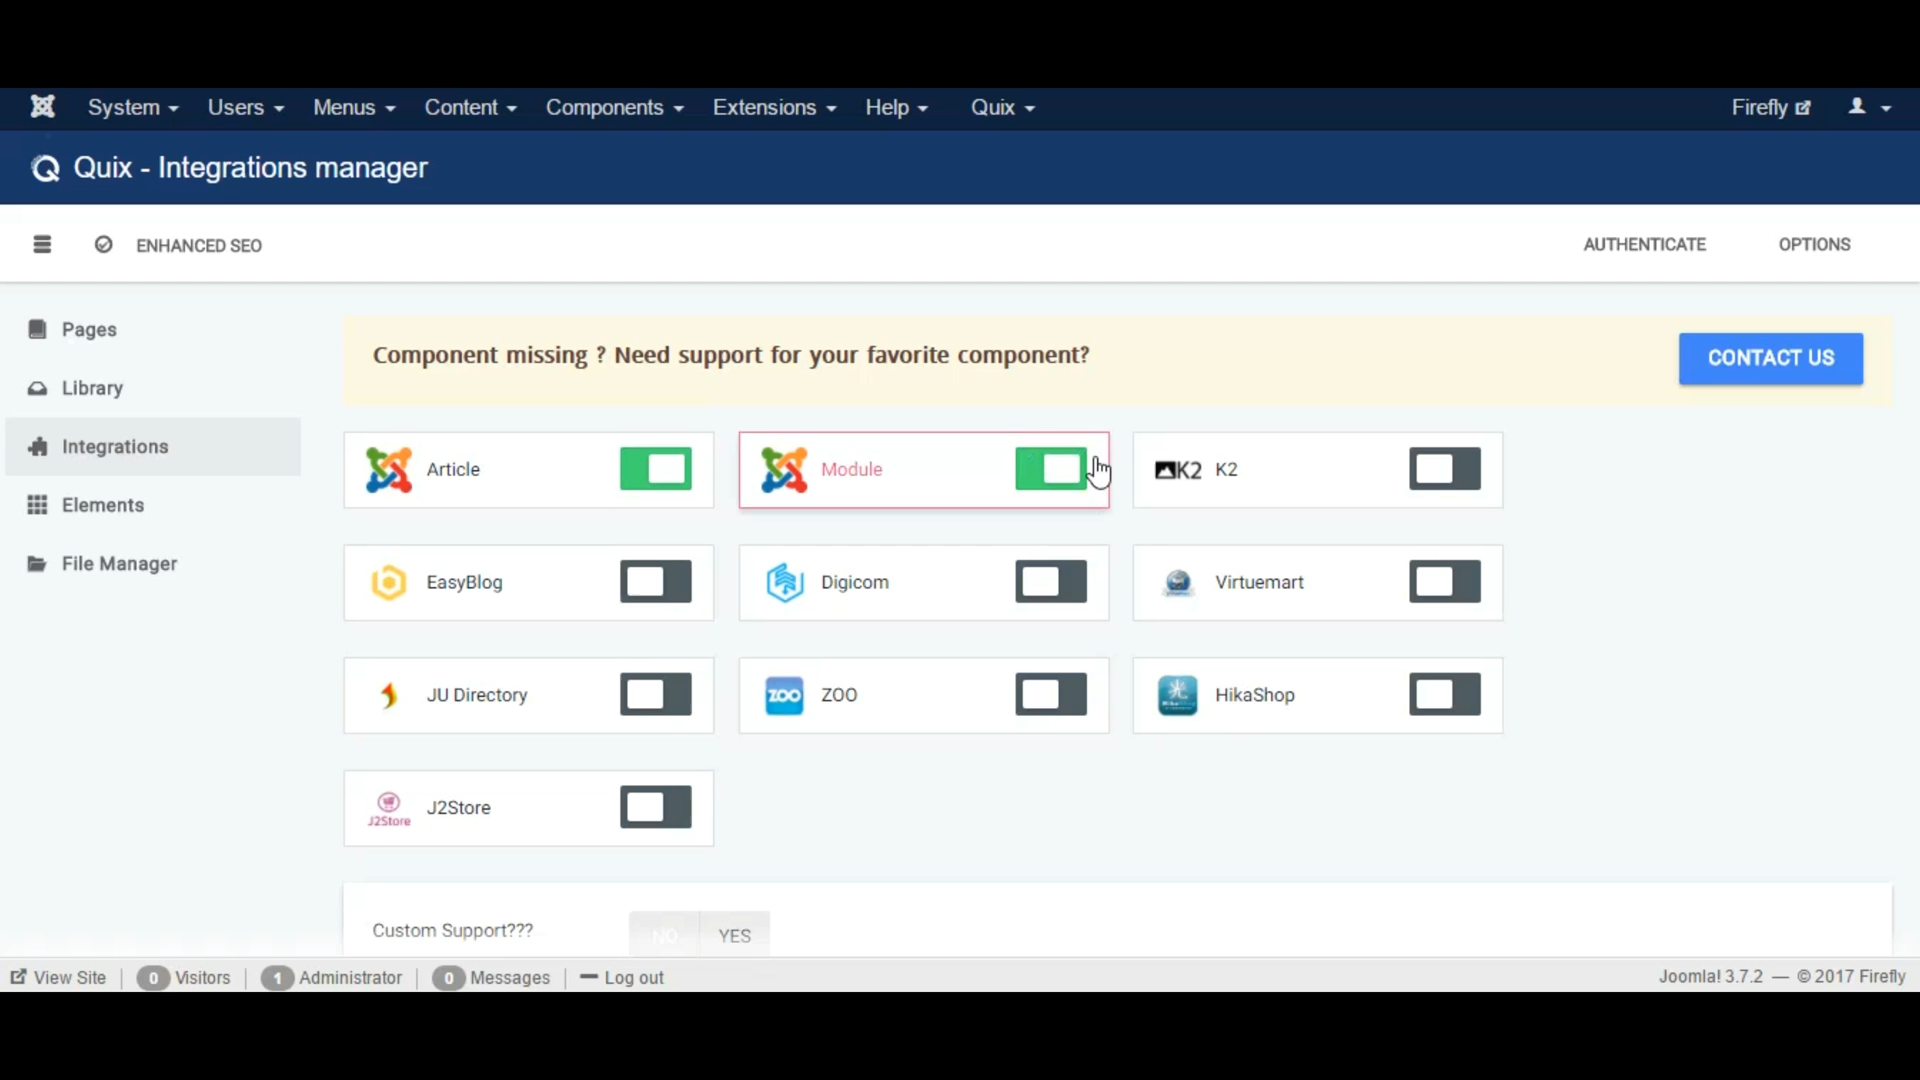 System Users Menus Content Components Extensions Help Quix Firefly
Quix - Integrations manager
ENHANCED SEO AUTHENTICATE OPTIONS
Pages
Library
Integrations
Elements
File Manager
Component missing ? Need support for your favorite component? CONTACT US
Article Module K2 K2
EasyBlog Digicom Virtuemart
JU Directory ZOO ZOO HikaShop
J2Store J2Store
Custom Support??? NO YES
View Site 0 Visitors 1 Administrator 0 Messages Log out Joomla! 3.7.2 — © 2017 Firefly